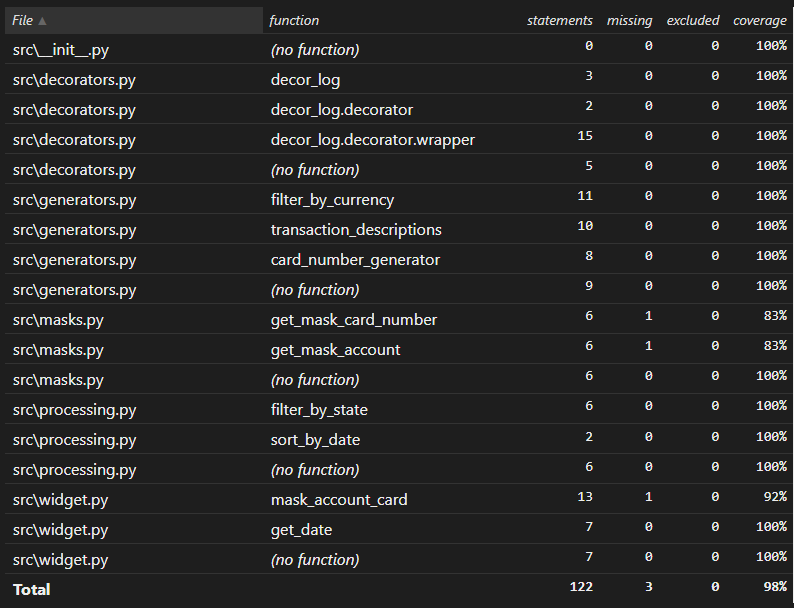 File ▲ function statements missing excluded coverage
src\__init__.py (no function) 0 0 0 100%
src\decorators.py decor_log 3 0 0 100%
src\decorators.py decor_log.decorator 2 0 0 100%
src\decorators.py decor_log.decorator.wrapper 15 0 0 100%
src\decorators.py (no function) 5 0 0 100%
src\generators.py filter_by_currency 11 0 0 100%
src\generators.py transaction_descriptions 10 0 0 100%
src\generators.py card_number_generator 8 0 0 100%
src\generators.py (no function) 9 0 0 100%
src\masks.py get_mask_card_number 6 1 0 83%
src\masks.py get_mask_account 6 1 0 83%
src\masks.py (no function) 6 0 0 100%
src\processing.py filter_by_state 6 0 0 100%
src\processing.py sort_by_date 2 0 0 100%
src\processing.py (no function) 6 0 0 100%
src\widget.py mask_account_card 13 1 0 92%
src\widget.py get_date 7 0 0 100%
src\widget.py (no function) 7 0 0 100%
Total 122 3 0 98%